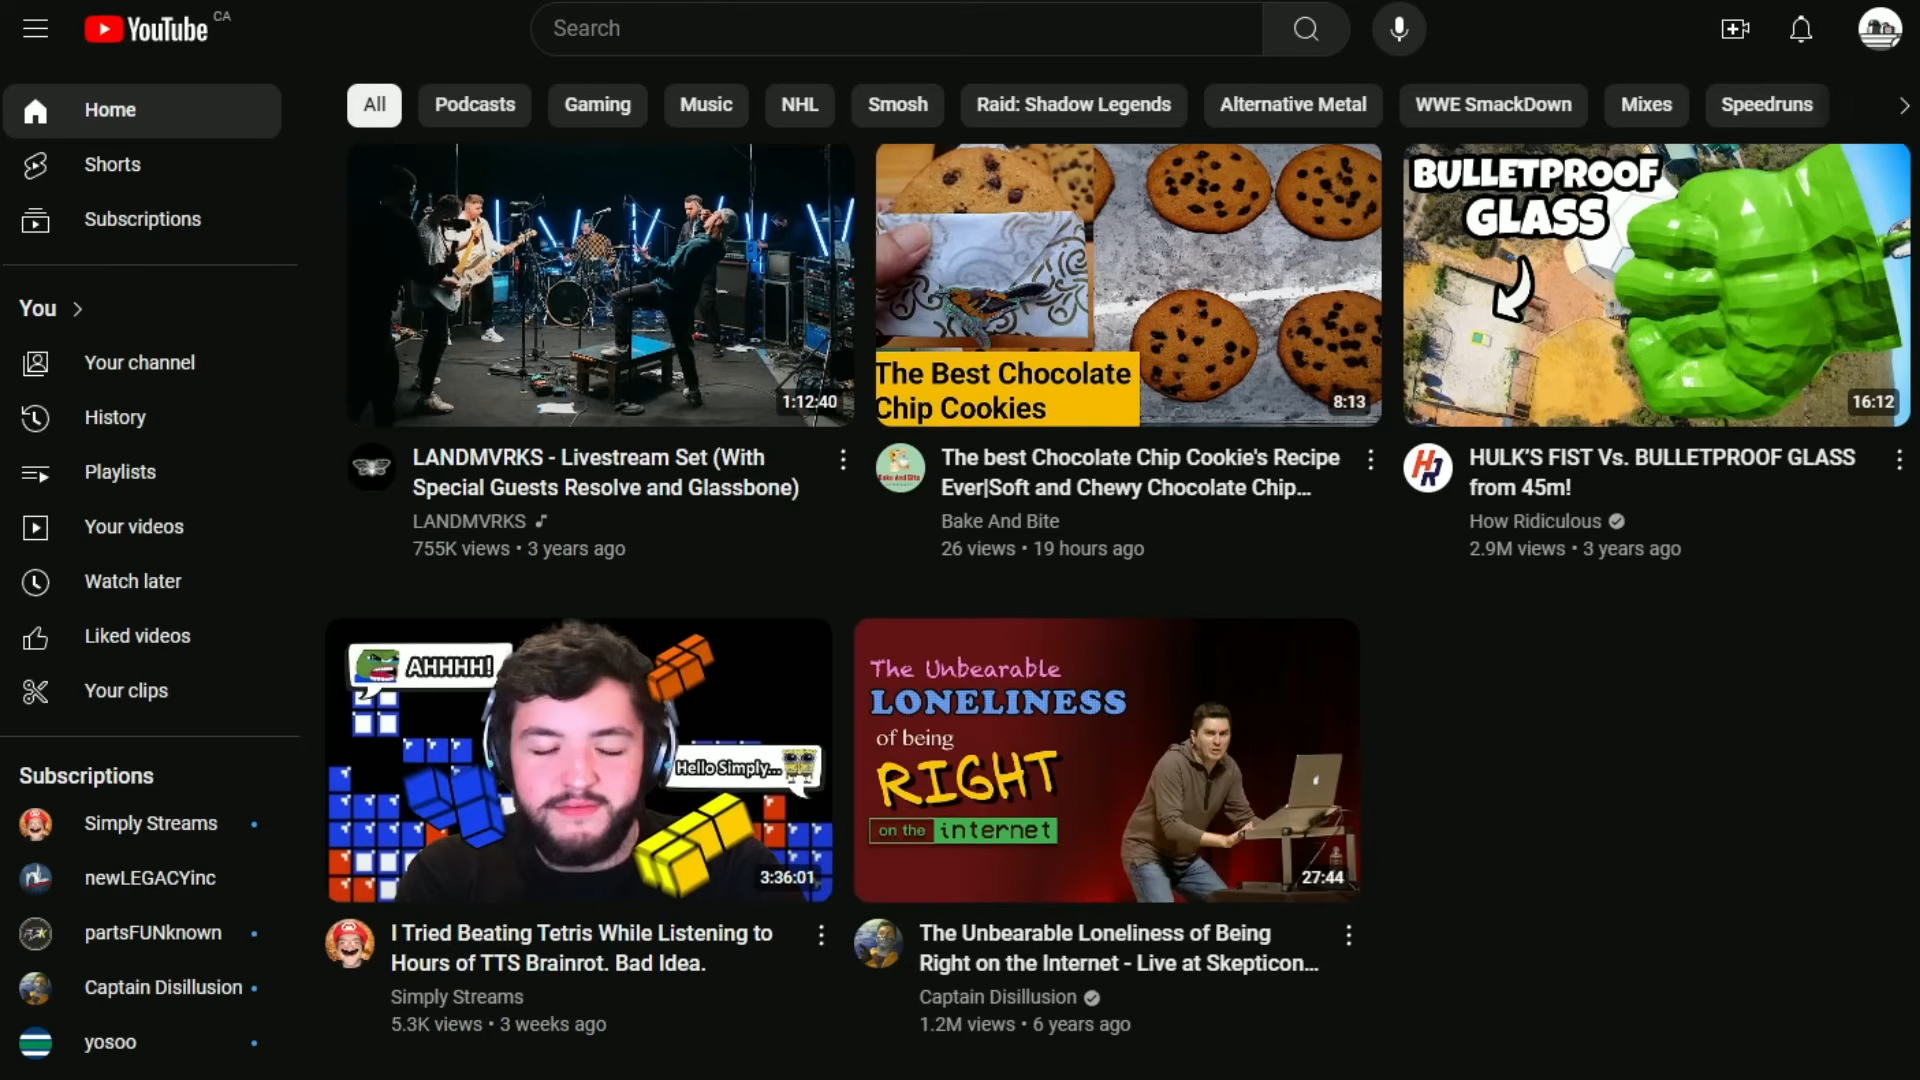 YouTube CA
Search
Home
Shorts
Subscriptions
You
Your channel
History
Playlists
Your videos
Watch later
Liked videos
Your clips
Subscriptions
Simply Streams
newLEGACYinc
partsFUNknown
Captain Disillusion
yosoo
All Podcasts Gaming Music NHL Smosh Raid: Shadow Legends Alternative Metal WWE SmackDown Mixes Speedruns
1:12:40
LANDMVRKS - Livestream Set (With
Special Guests Resolve and Glassbone)
LANDMVRKS
755K views • 3 years ago
The Best Chocolate
Chip Cookies
8:13
The best Chocolate Chip Cookie's Recipe
Ever|Soft and Chewy Chocolate Chip...
Bake And Bite
26 views • 19 hours ago
BULLETPROOF
GLASS
16:12
HR
HULK'S FIST Vs. BULLETPROOF GLASS
from 45m!
How Ridiculous
2.9M views • 3 years ago
AHHHH!
Hello Simply...
3:36:01
I Tried Beating Tetris While Listening to
Hours of TTS Brainrot. Bad Idea.
Simply Streams
5.3K views • 3 weeks ago
The Unbearable
LONELINESS
of being
RIGHT
on the internet
27:44
The Unbearable Loneliness of Being
Right on the Internet - Live at Skepticon...
Captain Disillusion
1.2M views • 6 years ago